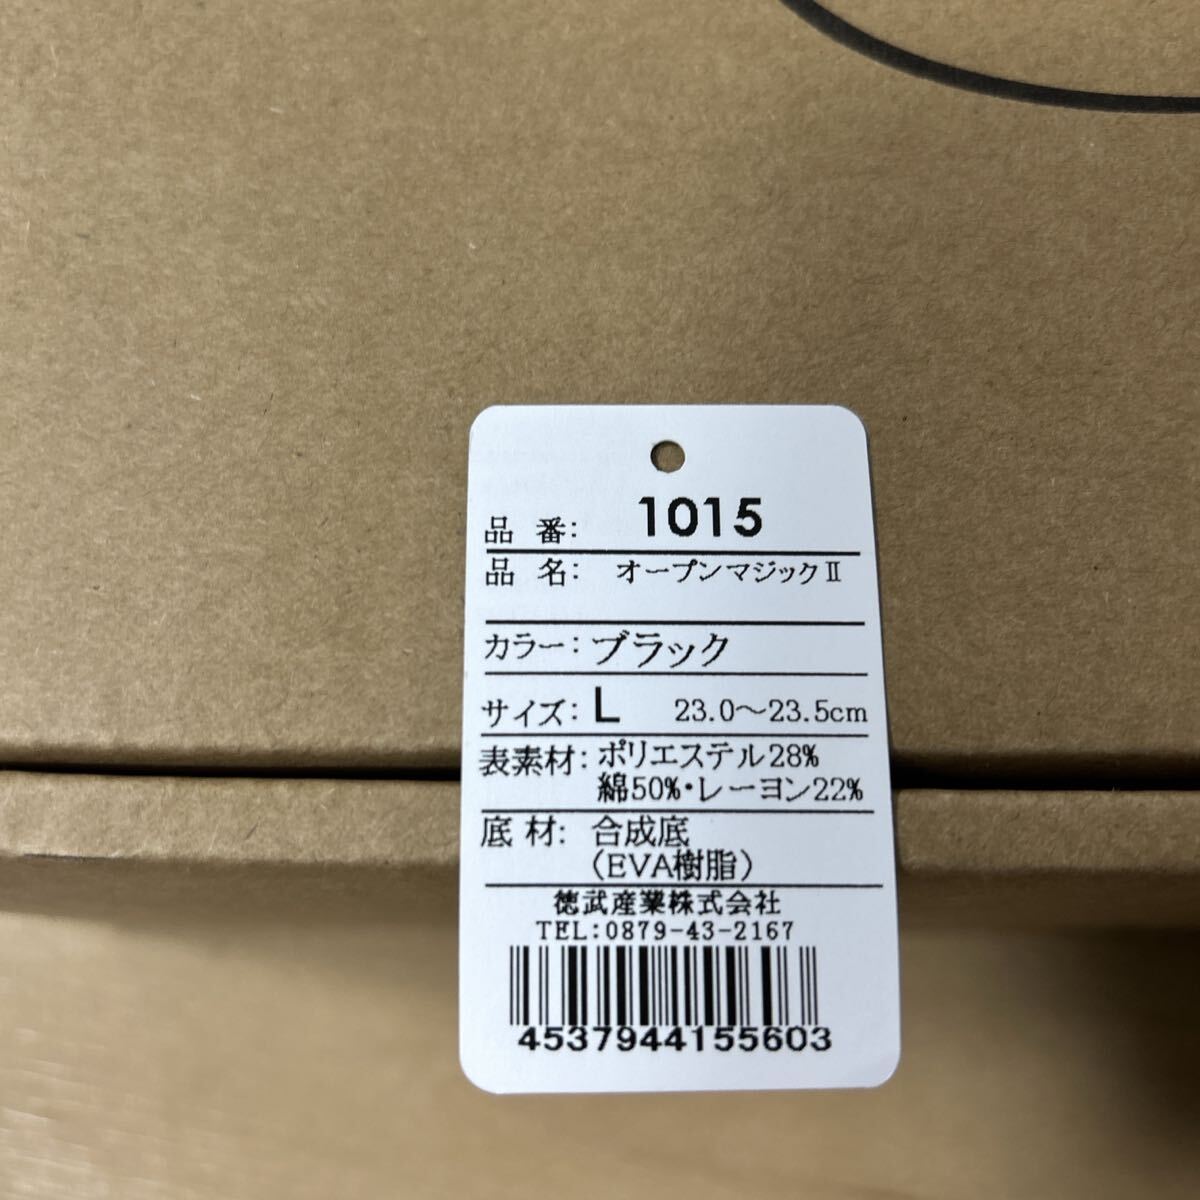 品 番: 1015
品 名: オープンマジックⅡ
カラー: ブラック
サイズ: L 23.0～23.5cm
表素材: ポリエステル28%
綿50%・レーヨン22%
底 材: 合成底
(EVA樹脂)
徳武産業株式会社
TEL:0879-43-2167
4537944155603